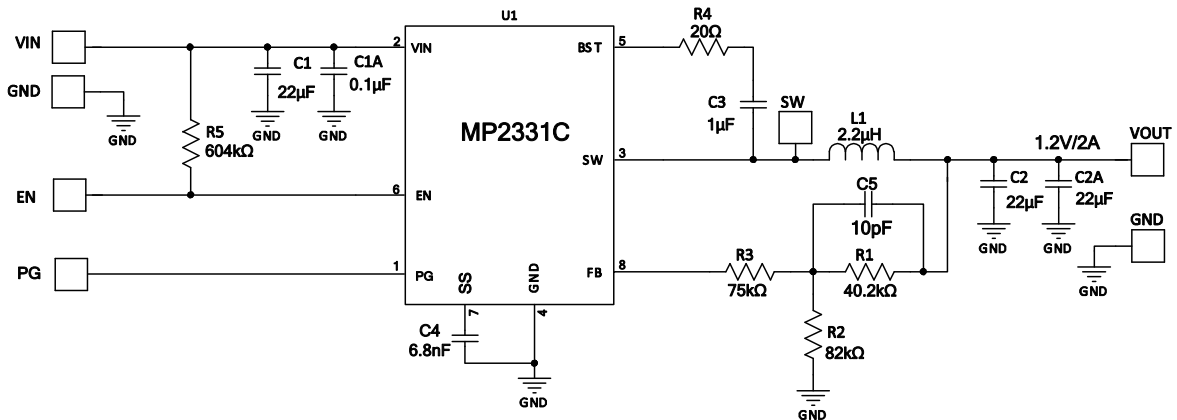 U1
R4
20Ω
VIN
2
VIN
BST
5
C1
22µF
C1A
0.1µF
GND
GND
GND
GND
R5
604kΩ
MP2331C
C3
1µF
SW
L1
2.2µH
SW
3
1.2V/2A
VOUT
EN
6
EN
C5
10pF
C2
22µF
C2A
22µF
GND
GND
GND
GND
PG
1
PG
SS
GND
FB
8
R3
75kΩ
R1
40.2kΩ
7
4
C4
6.8nF
R2
82kΩ
GND
GND